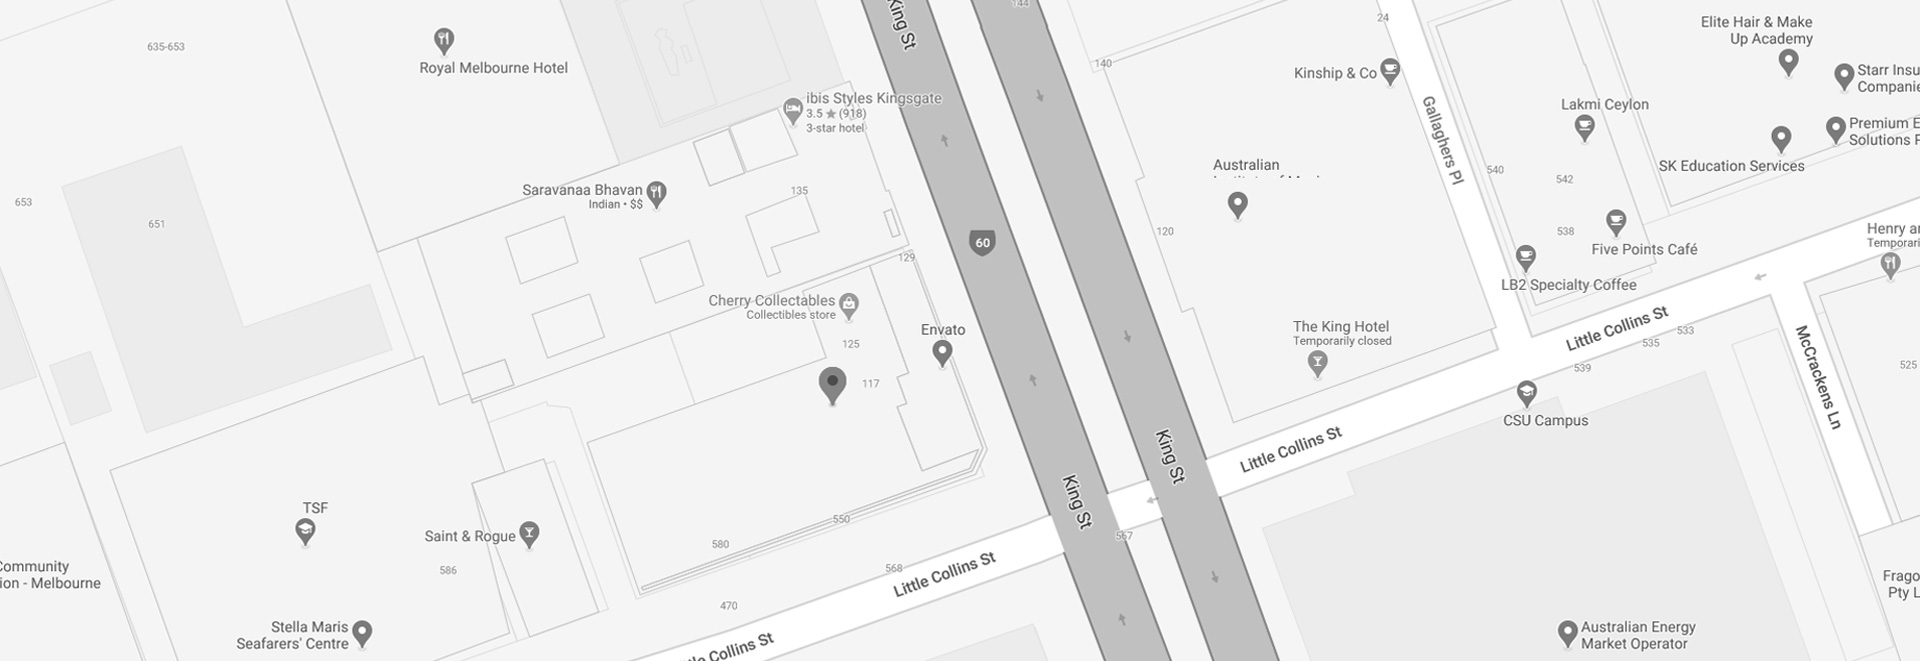 635-653
Royal Melbourne Hotel
653
651
ibis Styles Kingsgate
3.5 ★ (918)
3-star hotel
Saravanaa Bhavan
Indian • $$
135
129
Cherry Collectables
Collectibles store
125
117
Envato
TSF
Saint & Rogue
586
580
550
568
470
Community
ion - Melbourne
Stella Maris
Seafarers' Centre
King St
60
King St
King St
567
Little Collins St
le Collins St
144
140
24
Kinship & Co
Gallaghers Pl
Australian
120
The King Hotel
Temporarily closed
Little Collins St
Little Collins St
Elite Hair & Make
Up Academy
Starr Insu
Companie
Lakmi Ceylon
Premium E
Solutions P
SK Education Services
540
542
538
Five Points Café
LB2 Specialty Coffee
Henry a
Temporari
533
535
539
525
McCrackens Ln
CSU Campus
Frago
Pty L
Australian Energy
Market Operator